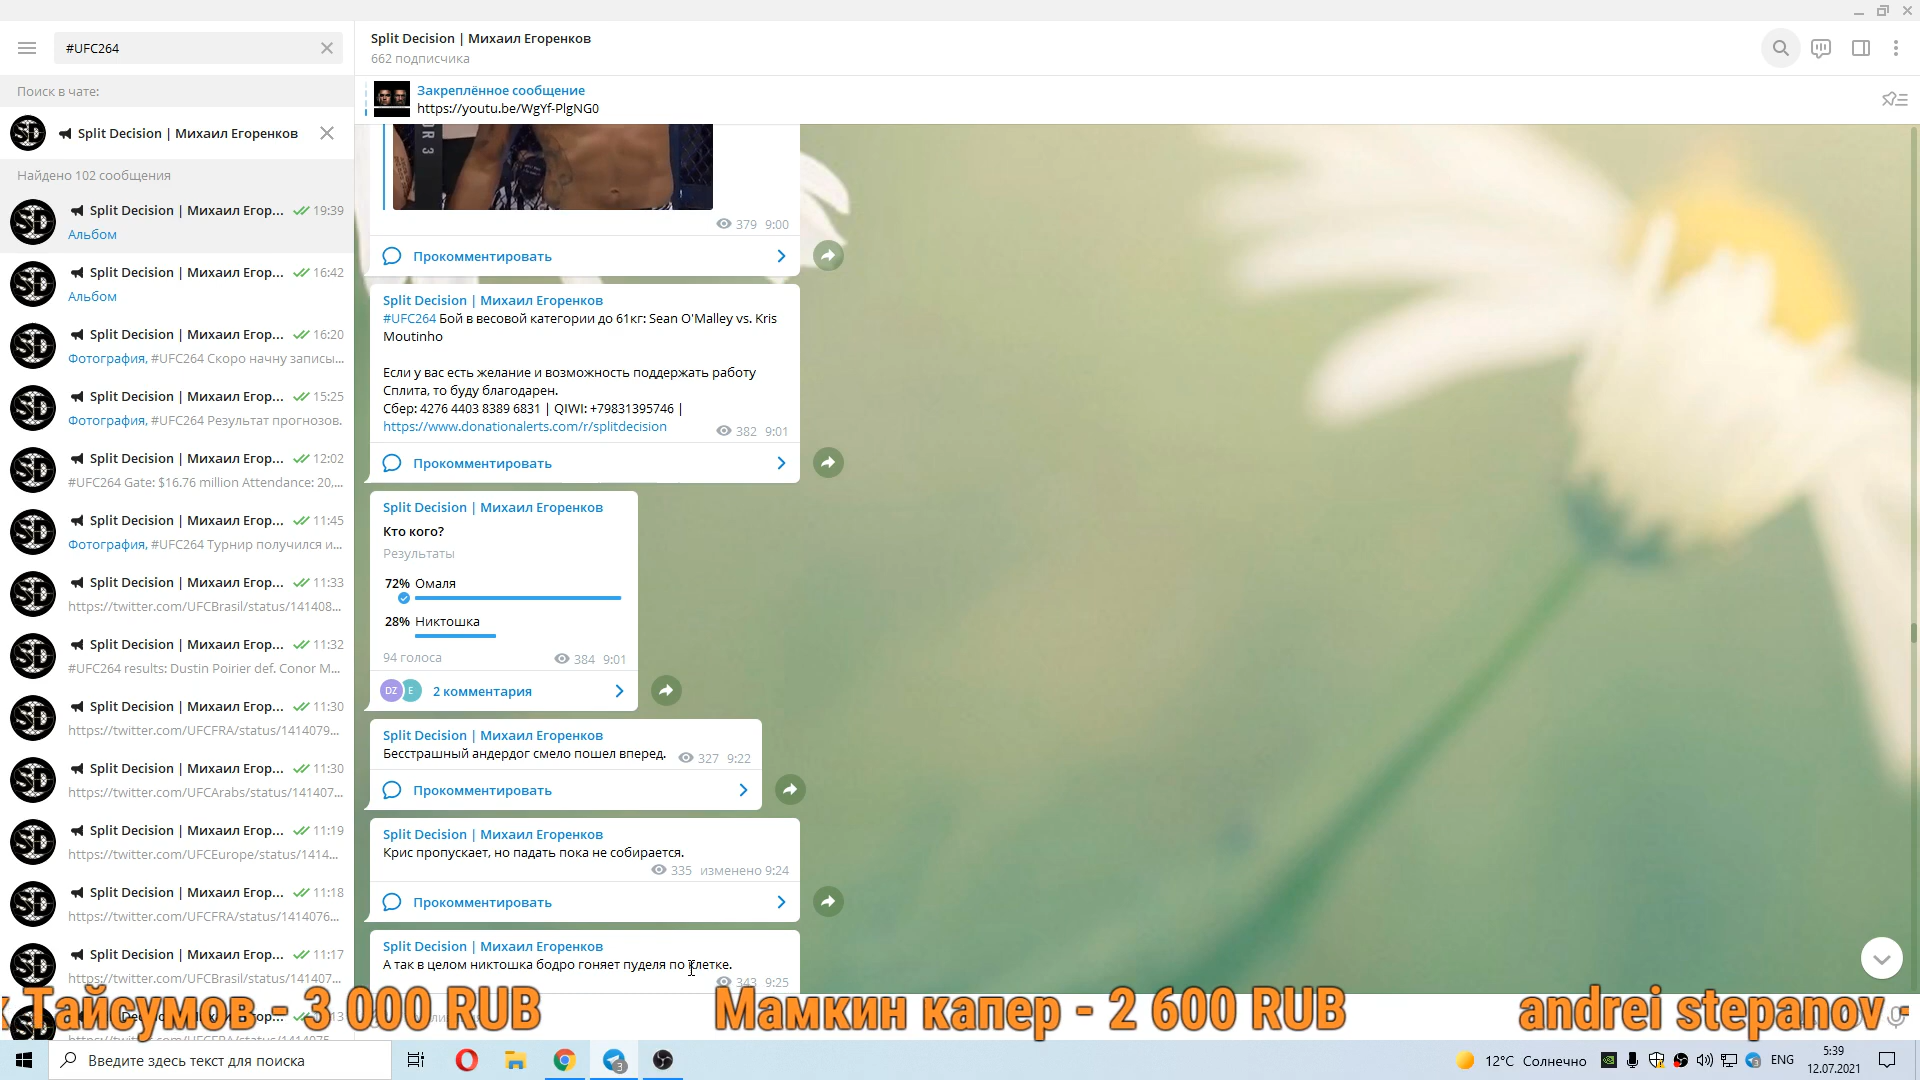 #UFC264
Поиск в чате:
Split Decision | Михаил Егоренков
Найдено 102 сообщения
Split Decision | Михаил Егор... 19:39
Альбом
Split Decision | Михаил Егор... 16:42
Альбом
Split Decision | Михаил Егор... 16:20
Фотография, #UFC264 Скоро начну записы...
Split Decision | Михаил Егор... 15:25
Фотография, #UFC264 Результат прогнозов.
Split Decision | Михаил Егор... 12:02
#UFC264 Gate: $16.76 million Attendance: 20,...
Split Decision | Михаил Егор... 11:45
Фотография, #UFC264 Турнир получился и...
Split Decision | Михаил Егор... 11:33
https://twitter.com/UFCBrasil/status/141408...
Split Decision | Михаил Егор... 11:32
#UFC264 results: Dustin Poirier def. Conor M...
Split Decision | Михаил Егор... 11:30
https://twitter.com/UFCFRA/status/1414079...
Split Decision | Михаил Егор... 11:30
https://twitter.com/UFCArabs/status/141407...
Split Decision | Михаил Егор... 11:19
https://twitter.com/UFCEurope/status/1414...
Split Decision | Михаил Егор... 11:18
https://twitter.com/UFCFRA/status/1414076...
Split Decision | Михаил Егор... 11:17
https://twitter.com/UFCBrasil/status/141407...
Split Decision | Михаил Егоренков
662 подписчика
Закреплённое сообщение
https://youtu.be/WgYf-PlgNG0
379 9:00
Прокомментировать
Split Decision | Михаил Егоренков
#UFC264 Бой в весовой категории до 61кг: Sean O'Malley vs. Kris
Moutinho
Если у вас есть желание и возможность поддержать работу
Сплита, то буду благодарен.
Сбер: 4276 4403 8389 6831 | QIWI: +79831395746 |
https://www.donationalerts.com/r/splitdecision 382 9:01
Прокомментировать
Split Decision | Михаил Егоренков
Кто кого?
Результаты
72% Омаля
28% Никтошка
94 голоса 384 9:01
DZ E 2 комментария
Split Decision | Михаил Егоренков
Бесстрашный андердог смело пошел вперед. 327 9:22
Прокомментировать
Split Decision | Михаил Егоренков
Крис пропускает, но падать пока не собирается.
335 изменено 9:24
Прокомментировать
Split Decision | Михаил Егоренков
А так в целом никтошка бодро гоняет пуделя по клетке.
343 9:25
к Тайсумов - 3 000 RUB Мамкин капер - 2 600 RUB andrei stepanov -
Введите здесь текст для поиска
3
12°C Солнечно ENG
5:39
12.07.2021